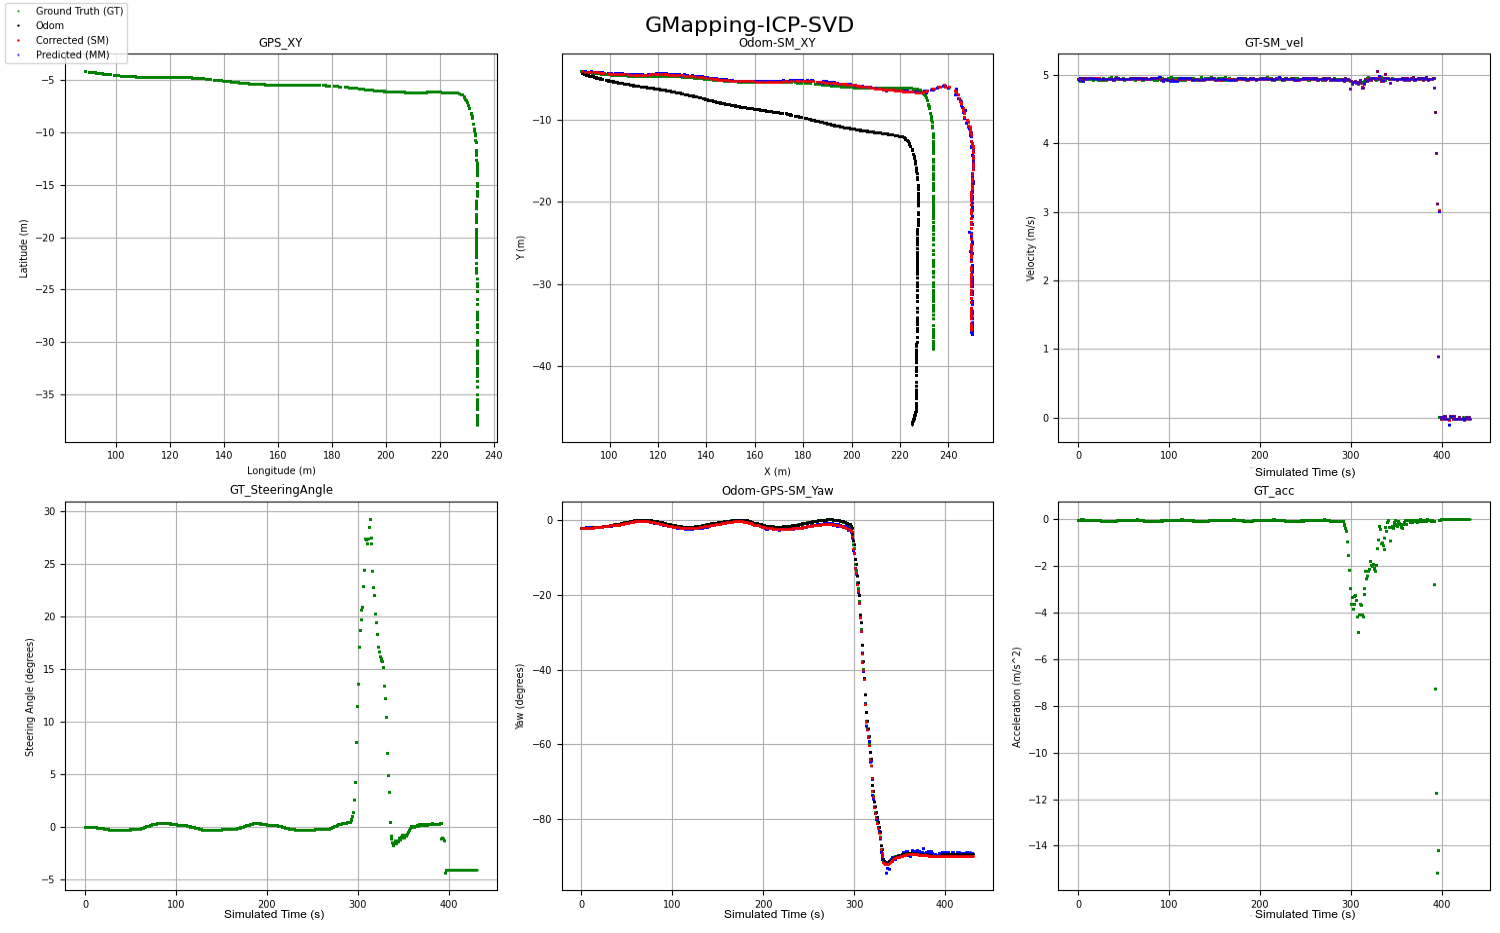 GMapping-ICP-SVD
Ground Truth (GT)
Odom
Corrected (SM)
Predicted (MM)
GPS_XY
Latitude (m)
−5
−10
−15
−20
−25
−30
−35
100 120 140 160 180 200 220 240
Longitude (m)
Odom-SM_XY
Y (m)
−10
−20
−30
−40
100 120 140 160 180 200 220 240
X (m)
GT-SM_vel
Velocity (m/s)
5
4
3
2
1
0
0 100 200 300 400
Simulated Time (s)
GT_SteeringAngle
Steering Angle (degrees)
30
25
20
15
10
5
0
−5
0 100 200 300 400
Simulated Time (s)
Odom-GPS-SM_Yaw
Yaw (degrees)
0
−20
−40
−60
−80
0 100 200 300 400
Simulated Time (s)
GT_acc
Acceleration (m/s^2)
0
−2
−4
−6
−8
−10
−12
−14
0 100 200 300 400
Simulated Time (s)